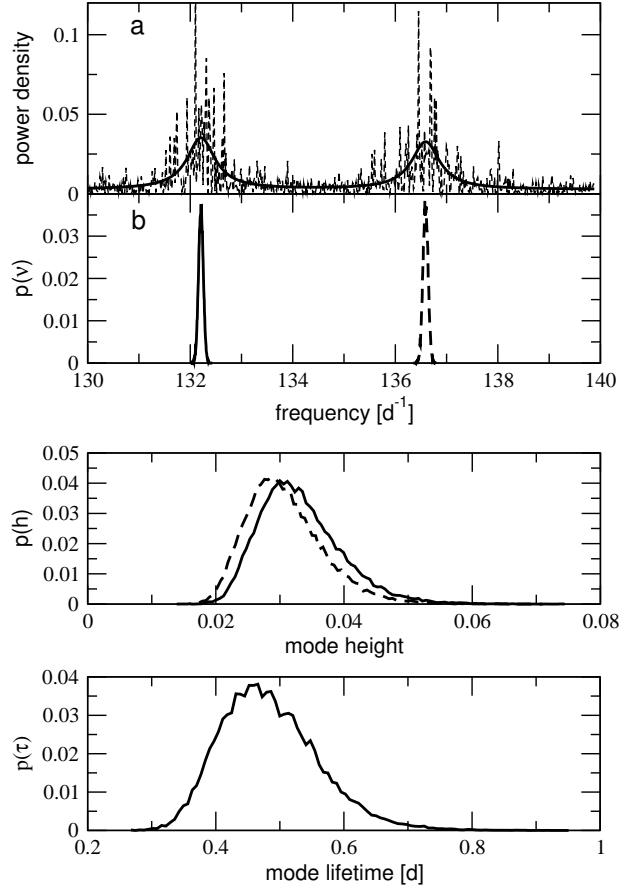 a
0.1
0.05
0
power density
b
0.03
0.02
0.01
0
p(ν)
130 132 134 136 138 140
frequency [d-1]
0.05
0.04
0.03
0.02
0.01
0
p(h)
0 0.02 0.04 0.06 0.08
mode height
0.04
0.03
0.02
0.01
0
p(τ)
0.2 0.4 0.6 0.8 1
mode lifetime [d]